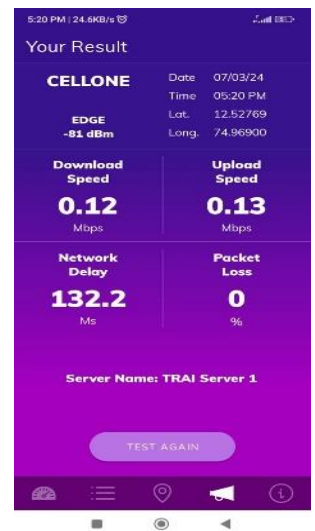 5:20 PM | 24.6KB/s
Your Result
CELLONE
EDGE
-81 dBm
Date 07/03/24
Time 05:20 PM
Lat. 12.52769
Long. 74.96900
Download
Speed
0.12
Mbps
Upload
Speed
0.13
Mbps
Network
Delay
132.2
Ms
Packet
Loss
0
%
Server Name: TRAI Server 1
TEST AGAIN